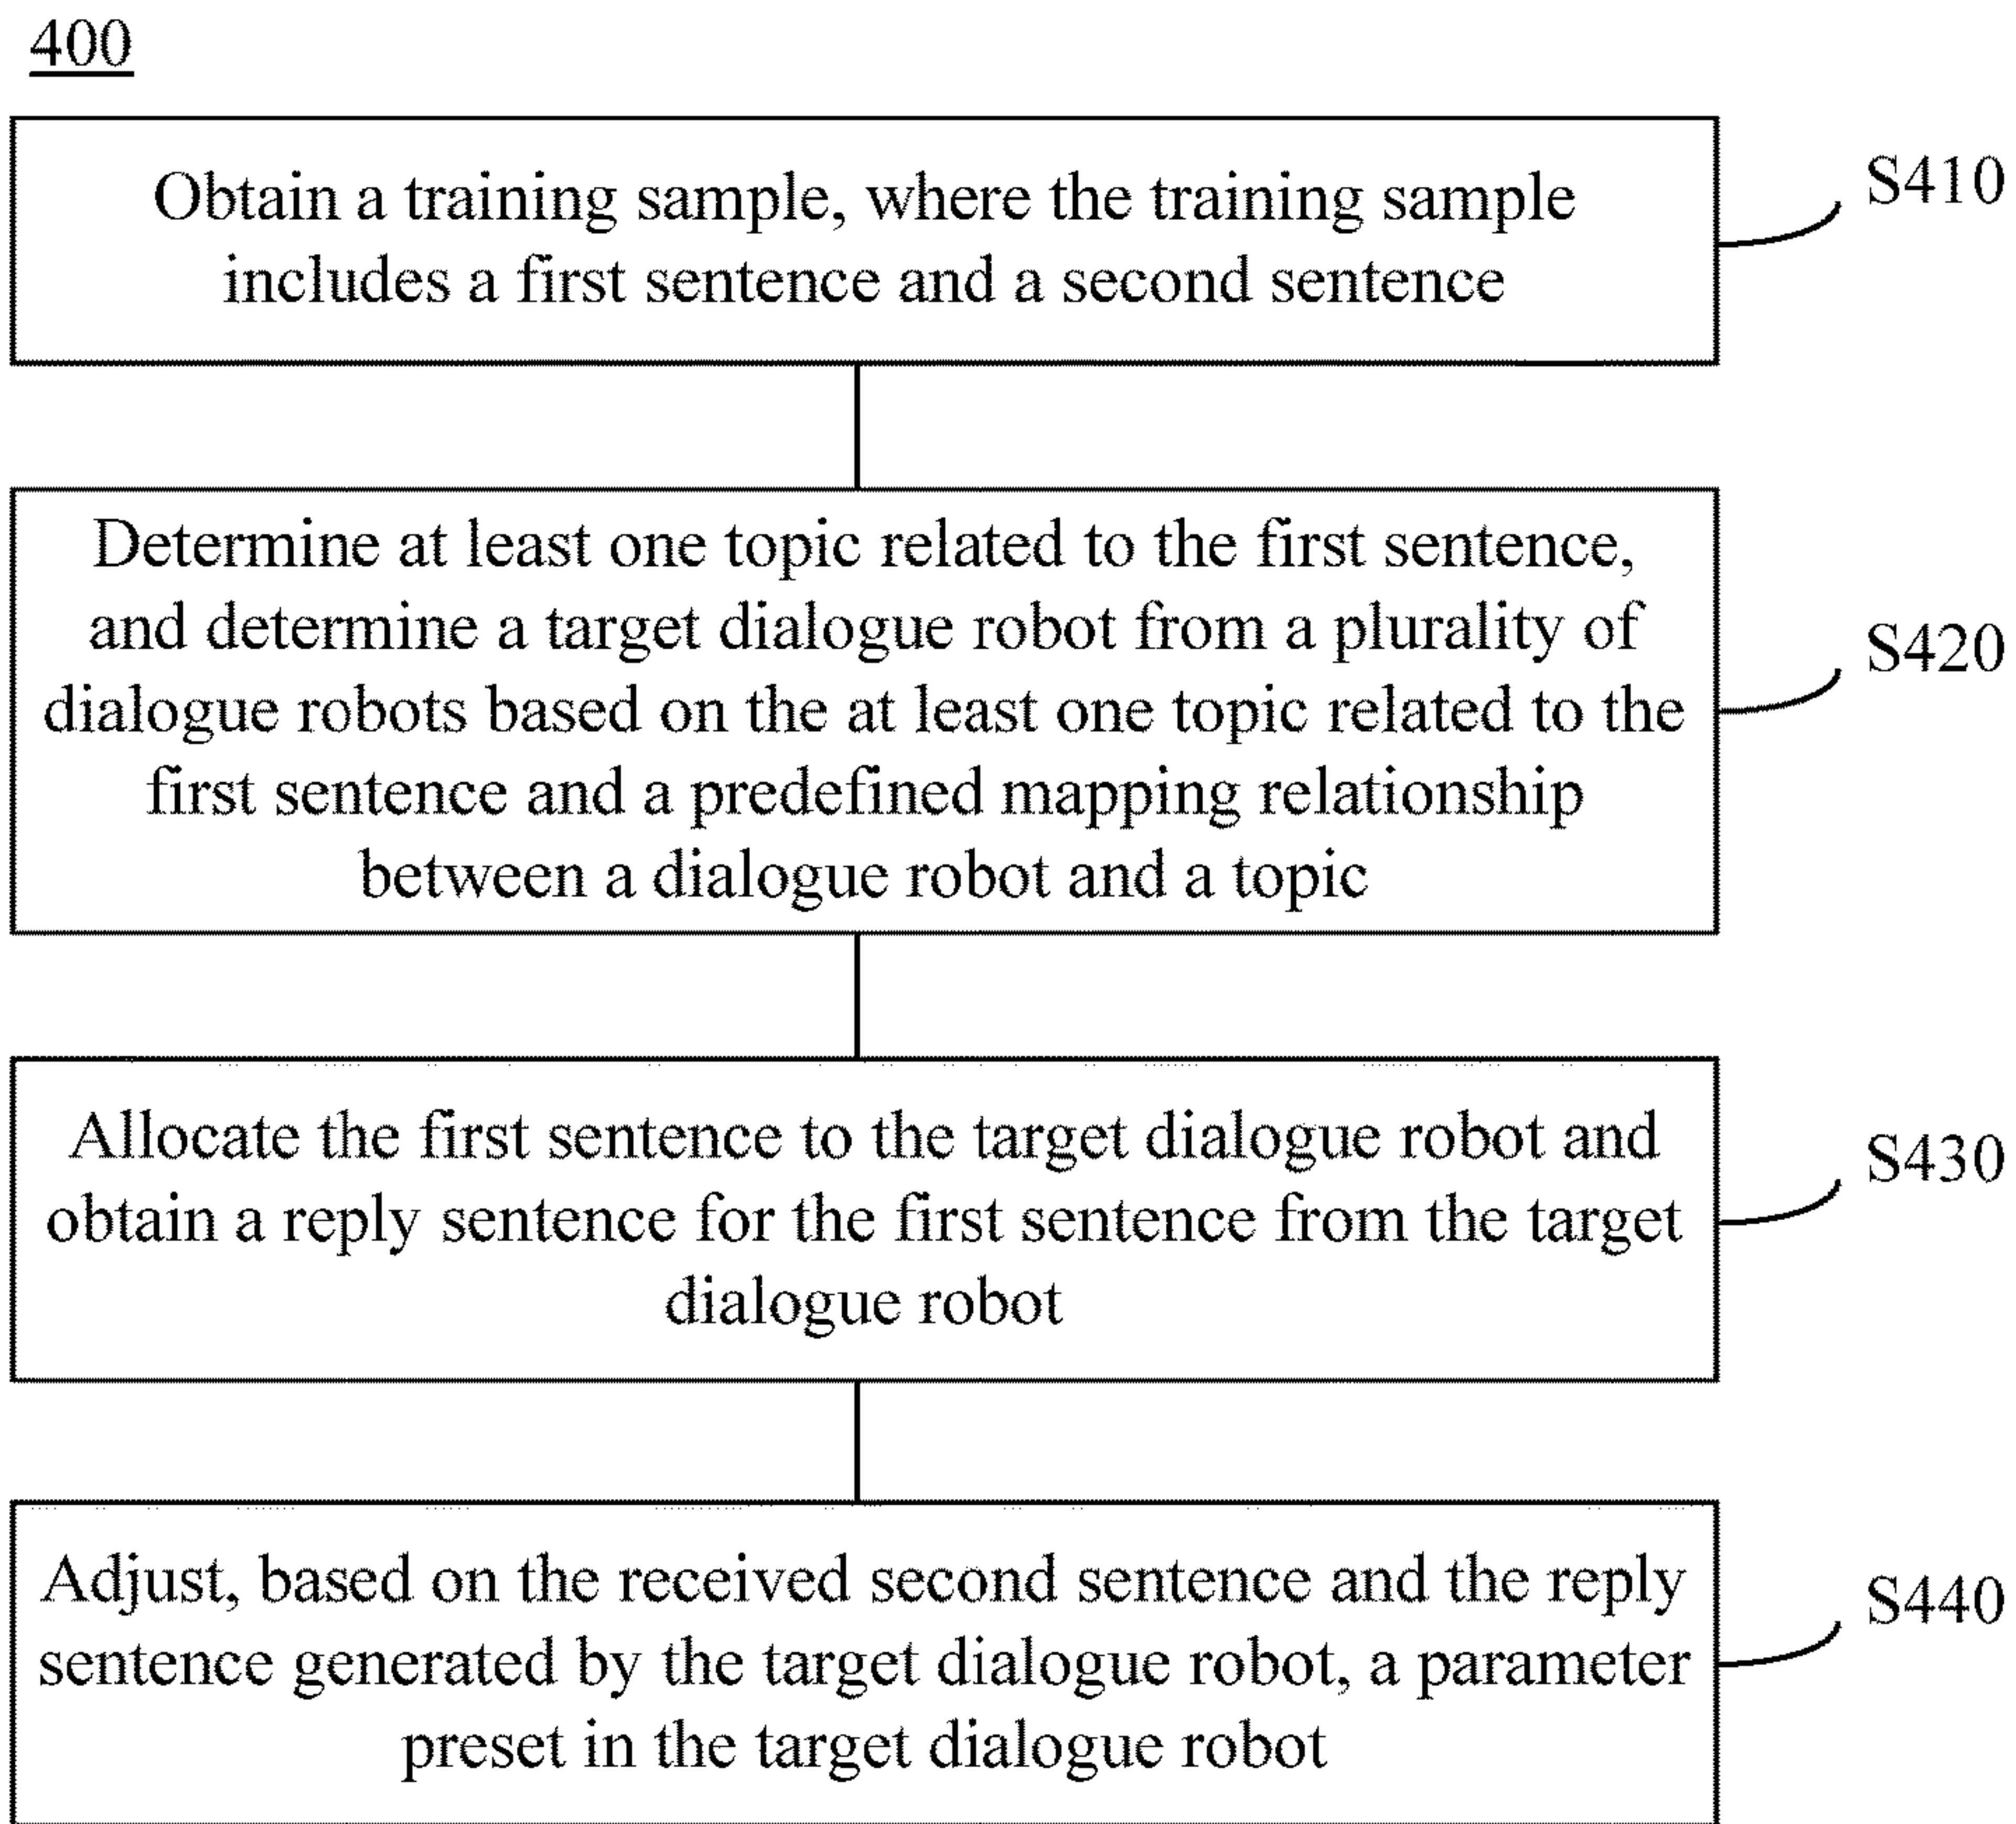 400
Obtain a training sample, where the training sample
includes a first sentence and a second sentence
S410
Determine at least one topic related to the first sentence,
and determine a target dialogue robot from a plurality of
dialogue robots based on the at least one topic related to the
first sentence and a predefined mapping relationship
between a dialogue robot and a topic
S420
Allocate the first sentence to the target dialogue robot and
obtain a reply sentence for the first sentence from the target
dialogue robot
S430
Adjust, based on the received second sentence and the reply
sentence generated by the target dialogue robot, a parameter
preset in the target dialogue robot
S440